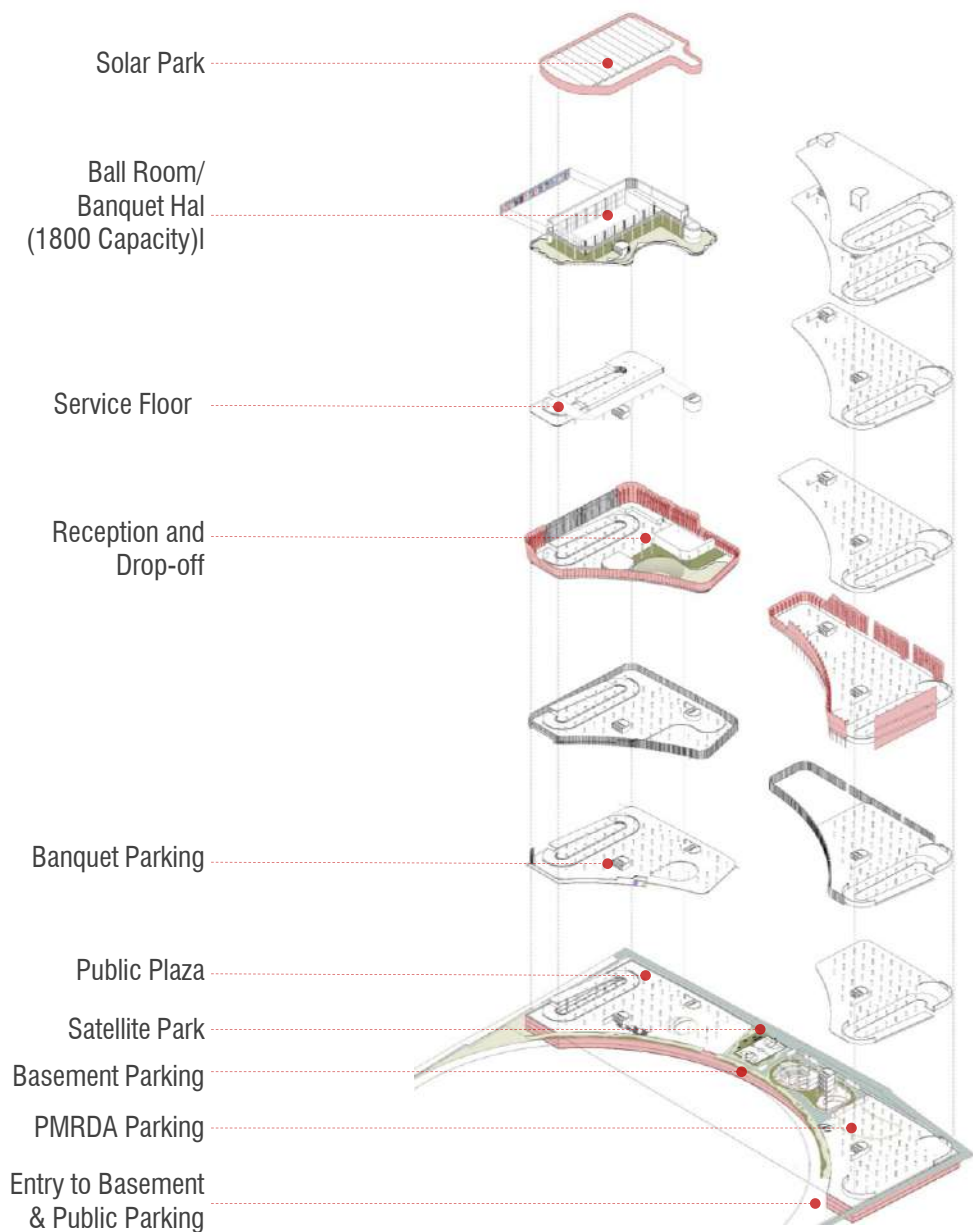 Solar Park
Ball Room/
Banquet Hal
(1800 Capacity)l
Service Floor
Reception and
Drop-off
Banquet Parking
Public Plaza
Satellite Park
Basement Parking
PMRDA Parking
Entry to Basement
& Public Parking